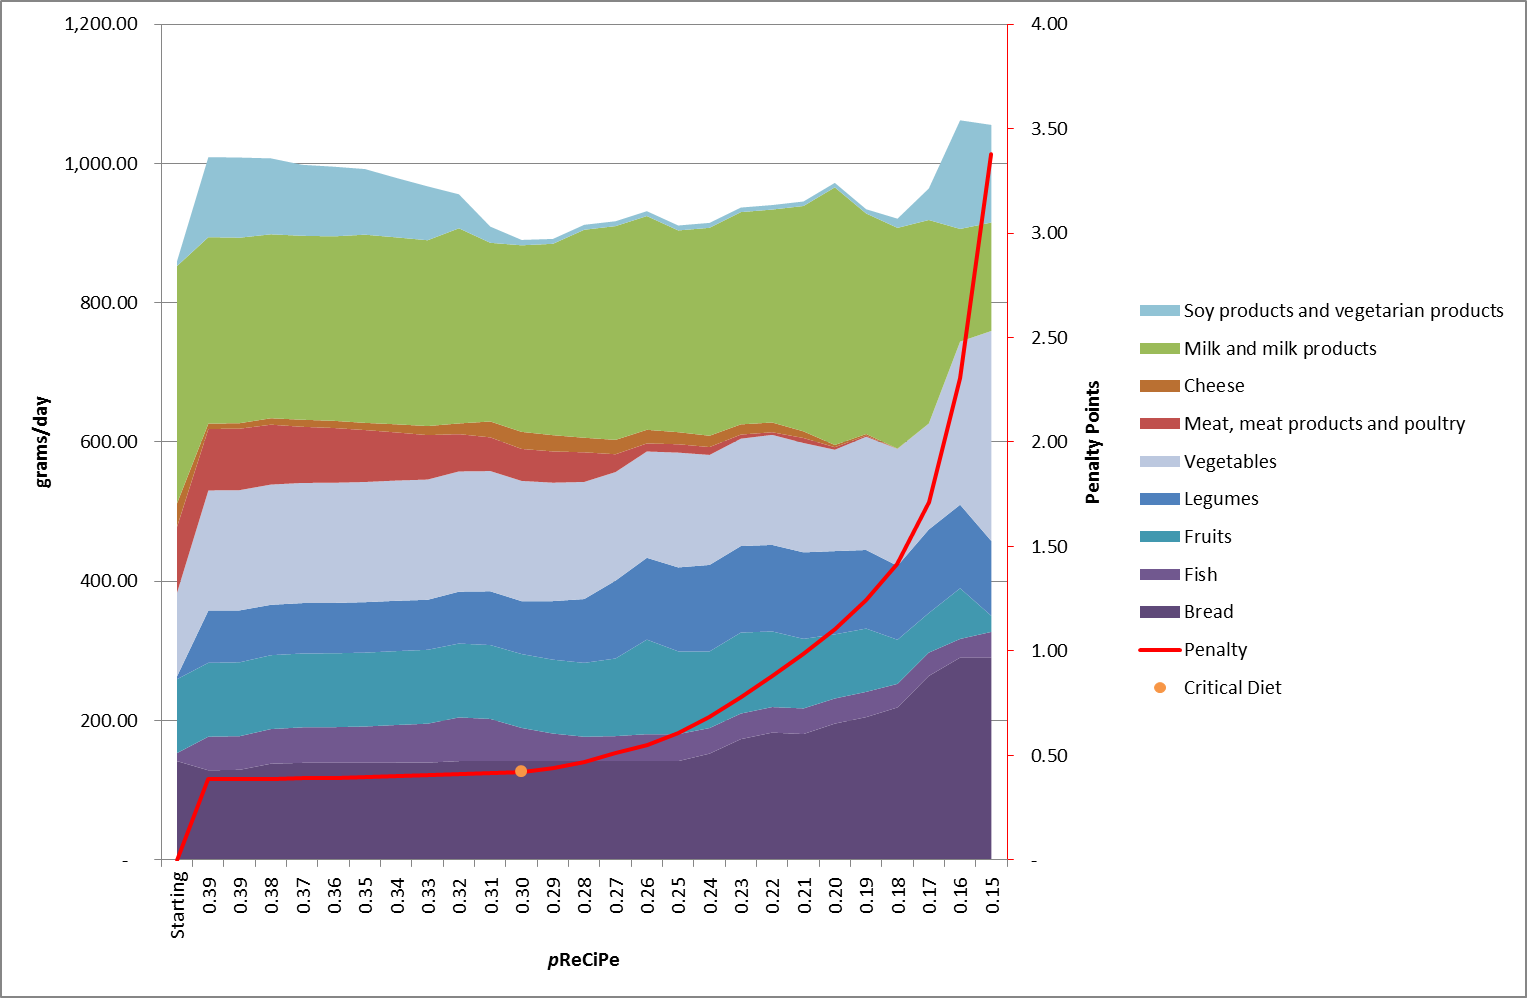 1,200.00
1,000.00
800.00
600.00
400.00
200.00
-
grams/day
4.00
3.50
3.00
2.50
2.00
1.50
1.00
0.50
-
Penalty Points
Soy products and vegetarian products
Milk and milk products
Cheese
Meat, meat products and poultry
Vegetables
Legumes
Fruits
Fish
Bread
Penalty
Critical Diet
Starting
0.39
0.39
0.38
0.37
0.36
0.35
0.34
0.33
0.32
0.31
0.30
0.29
0.28
0.27
0.26
0.25
0.24
0.23
0.22
0.21
0.20
0.19
0.18
0.17
0.16
0.15
pReCiPe